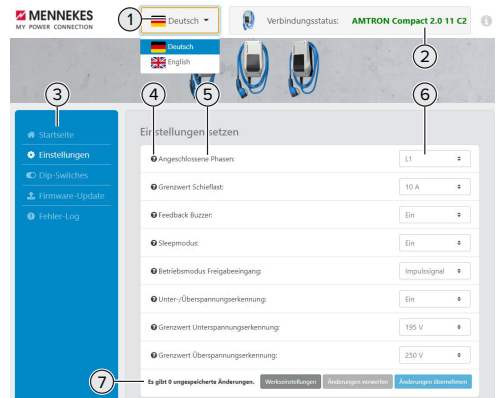 MENNEKES
MY POWER CONNECTION
1
Deutsch
Verbindungsstatus: AMTRON Compact 2.0 11 C2
Deutsch
English
2
3
4
5
6
Startseite
Einstellungen
Dip-Switches
Firmware-Update
Fehler-Log
Einstellungen setzen
Angeschlossene Phasen: L1
Grenzwert Schieflast: 10 A
Feedback Buzzer: Ein
Sleepmodus: Ein
Betriebsmodus Freigabeeingang: Impulssignal
Unter-/Überspannungserkennung: Ein
Grenzwert Unterspannungserkennung: 195 V
Grenzwert Überspannungserkennung: 250 V
7
Es gibt 0 ungespeicherte Änderungen. Werkseinstellungen Änderungen verwerfen Änderungen übernehmen